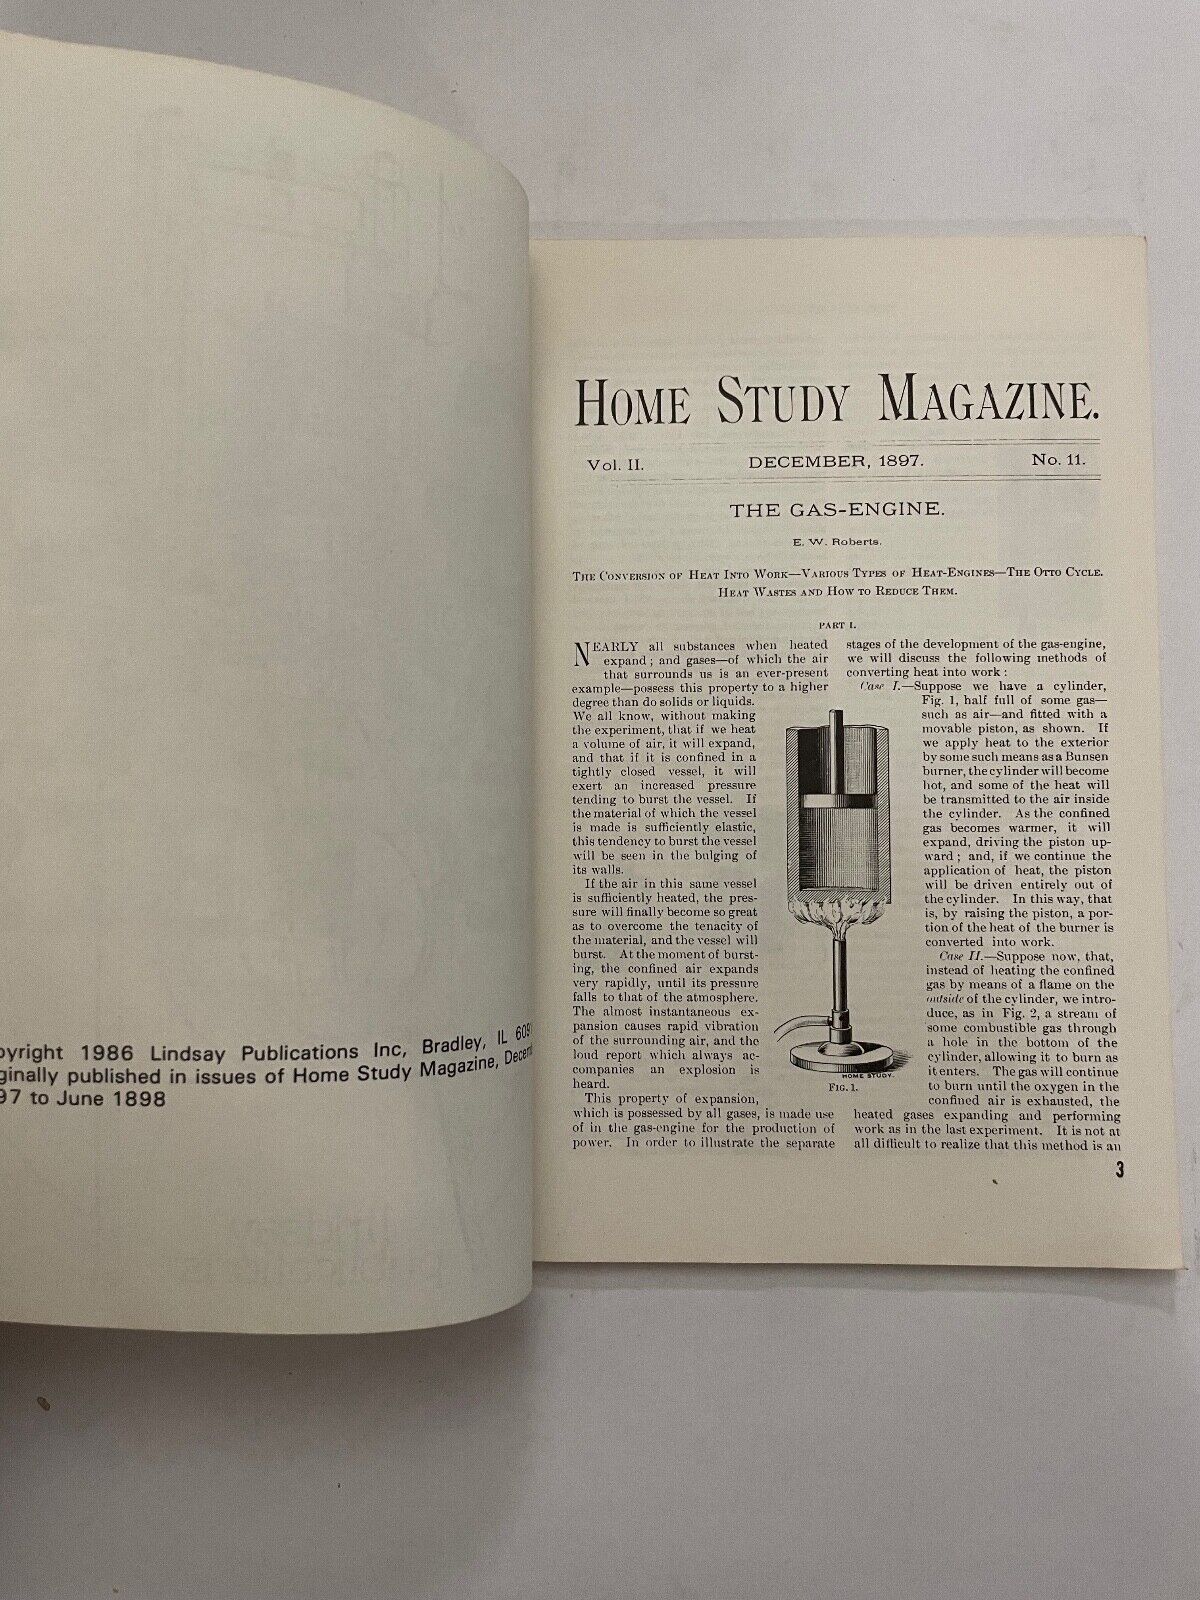 pyright 1986 Lindsay Publications Inc, Bradley, IL 609
ginally published in issues of Home Study Magazine, Decem
97 to June 1898
HOME STUDY MAGAZINE.
Vol. II. DECEMBER, 1897. No. 11.
THE GAS-ENGINE.
E. W. Roberts.
THE CONVERSION OF HEAT INTO WORK—VARIOUS TYPES OF HEAT-ENGINES—THE OTTO CYCLE.
HEAT WASTES AND HOW TO REDUCE THEM.
PART I.
NEARLY all substances when heated
expand; and gases—of which the air
that surrounds us is an ever-present
example—possess this property to a higher
degree than do solids or liquids.
We all know, without making
the experiment, that if we heat
a volume of air, it will expand,
and that if it is confined in a
tightly closed vessel, it will
exert an increased pressure
tending to burst the vessel. If
the material of which the vessel
is made is sufficiently elastic,
this tendency to burst the vessel
will be seen in the bulging of
its walls.
If the air in this same vessel
is sufficiently heated, the pres-
sure will finally become so great
as to overcome the tenacity of
the material, and the vessel will
burst. At the moment of burst-
ing, the confined air expands
very rapidly, until its pressure
falls to that of the atmosphere.
The almost instantaneous ex-
pansion causes rapid vibration
of the surrounding air, and the
loud report which always ac-
companies an explosion is
heard.
This property of expansion,
which is possessed by all gases, is made use
of in the gas-engine for the production of
power. In order to illustrate the separate
stages of the development of the gas-engine,
we will discuss the following methods of
converting heat into work:
Case I.—Suppose we have a cylinder,
Fig. 1, half full of some gas—
such as air—and fitted with a
movable piston, as shown. If
we apply heat to the exterior
by some such means as a Bunsen
burner, the cylinder will become
hot, and some of the heat will
be transmitted to the air inside
the cylinder. As the confined
gas becomes warmer, it will
expand, driving the piston up-
ward; and, if we continue the
application of heat, the piston
will be driven entirely out of
the cylinder. In this way, that
is, by raising the piston, a por-
tion of the heat of the burner is
converted into work.
Case II.—Suppose now, that,
instead of heating the confined
gas by means of a flame on the
outside of the cylinder, we intro-
duce, as in Fig. 2, a stream of
some combustible gas through
a hole in the bottom of the
cylinder, allowing it to burn as
it enters. The gas will continue
to burn until the oxygen in the
confined air is exhausted, the
heated gases expanding and performing
work as in the last experiment. It is not at
all difficult to realize that this method is an
HOME STUDY.
FIG. 1.
3